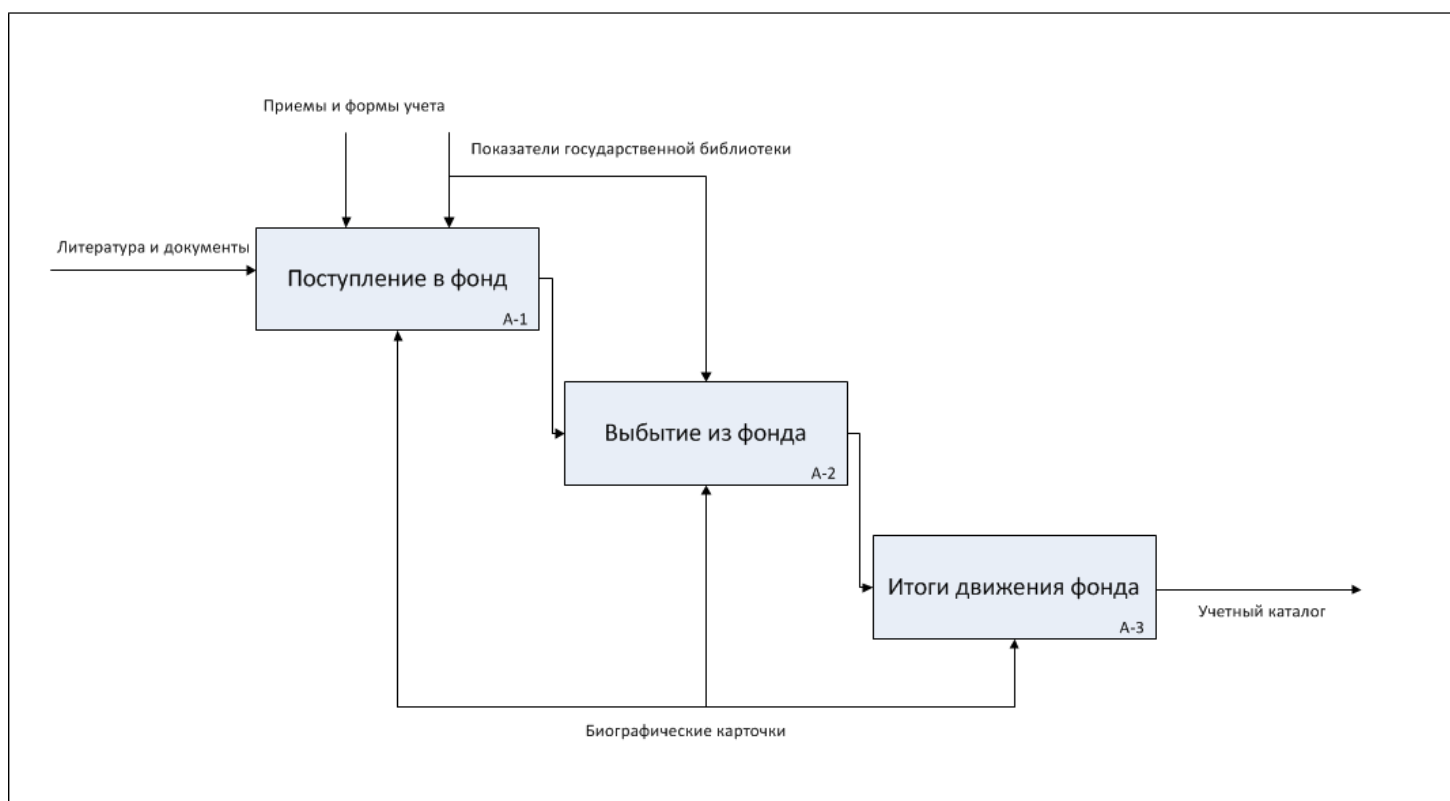 Приемы и формы учета
Показатели государственной библиотеки
Литература и документы
Поступление в фонд
А-1
Выбытие из фонда
А-2
Итоги движения фонда
А-3
Учетный каталог
Биографические карточки